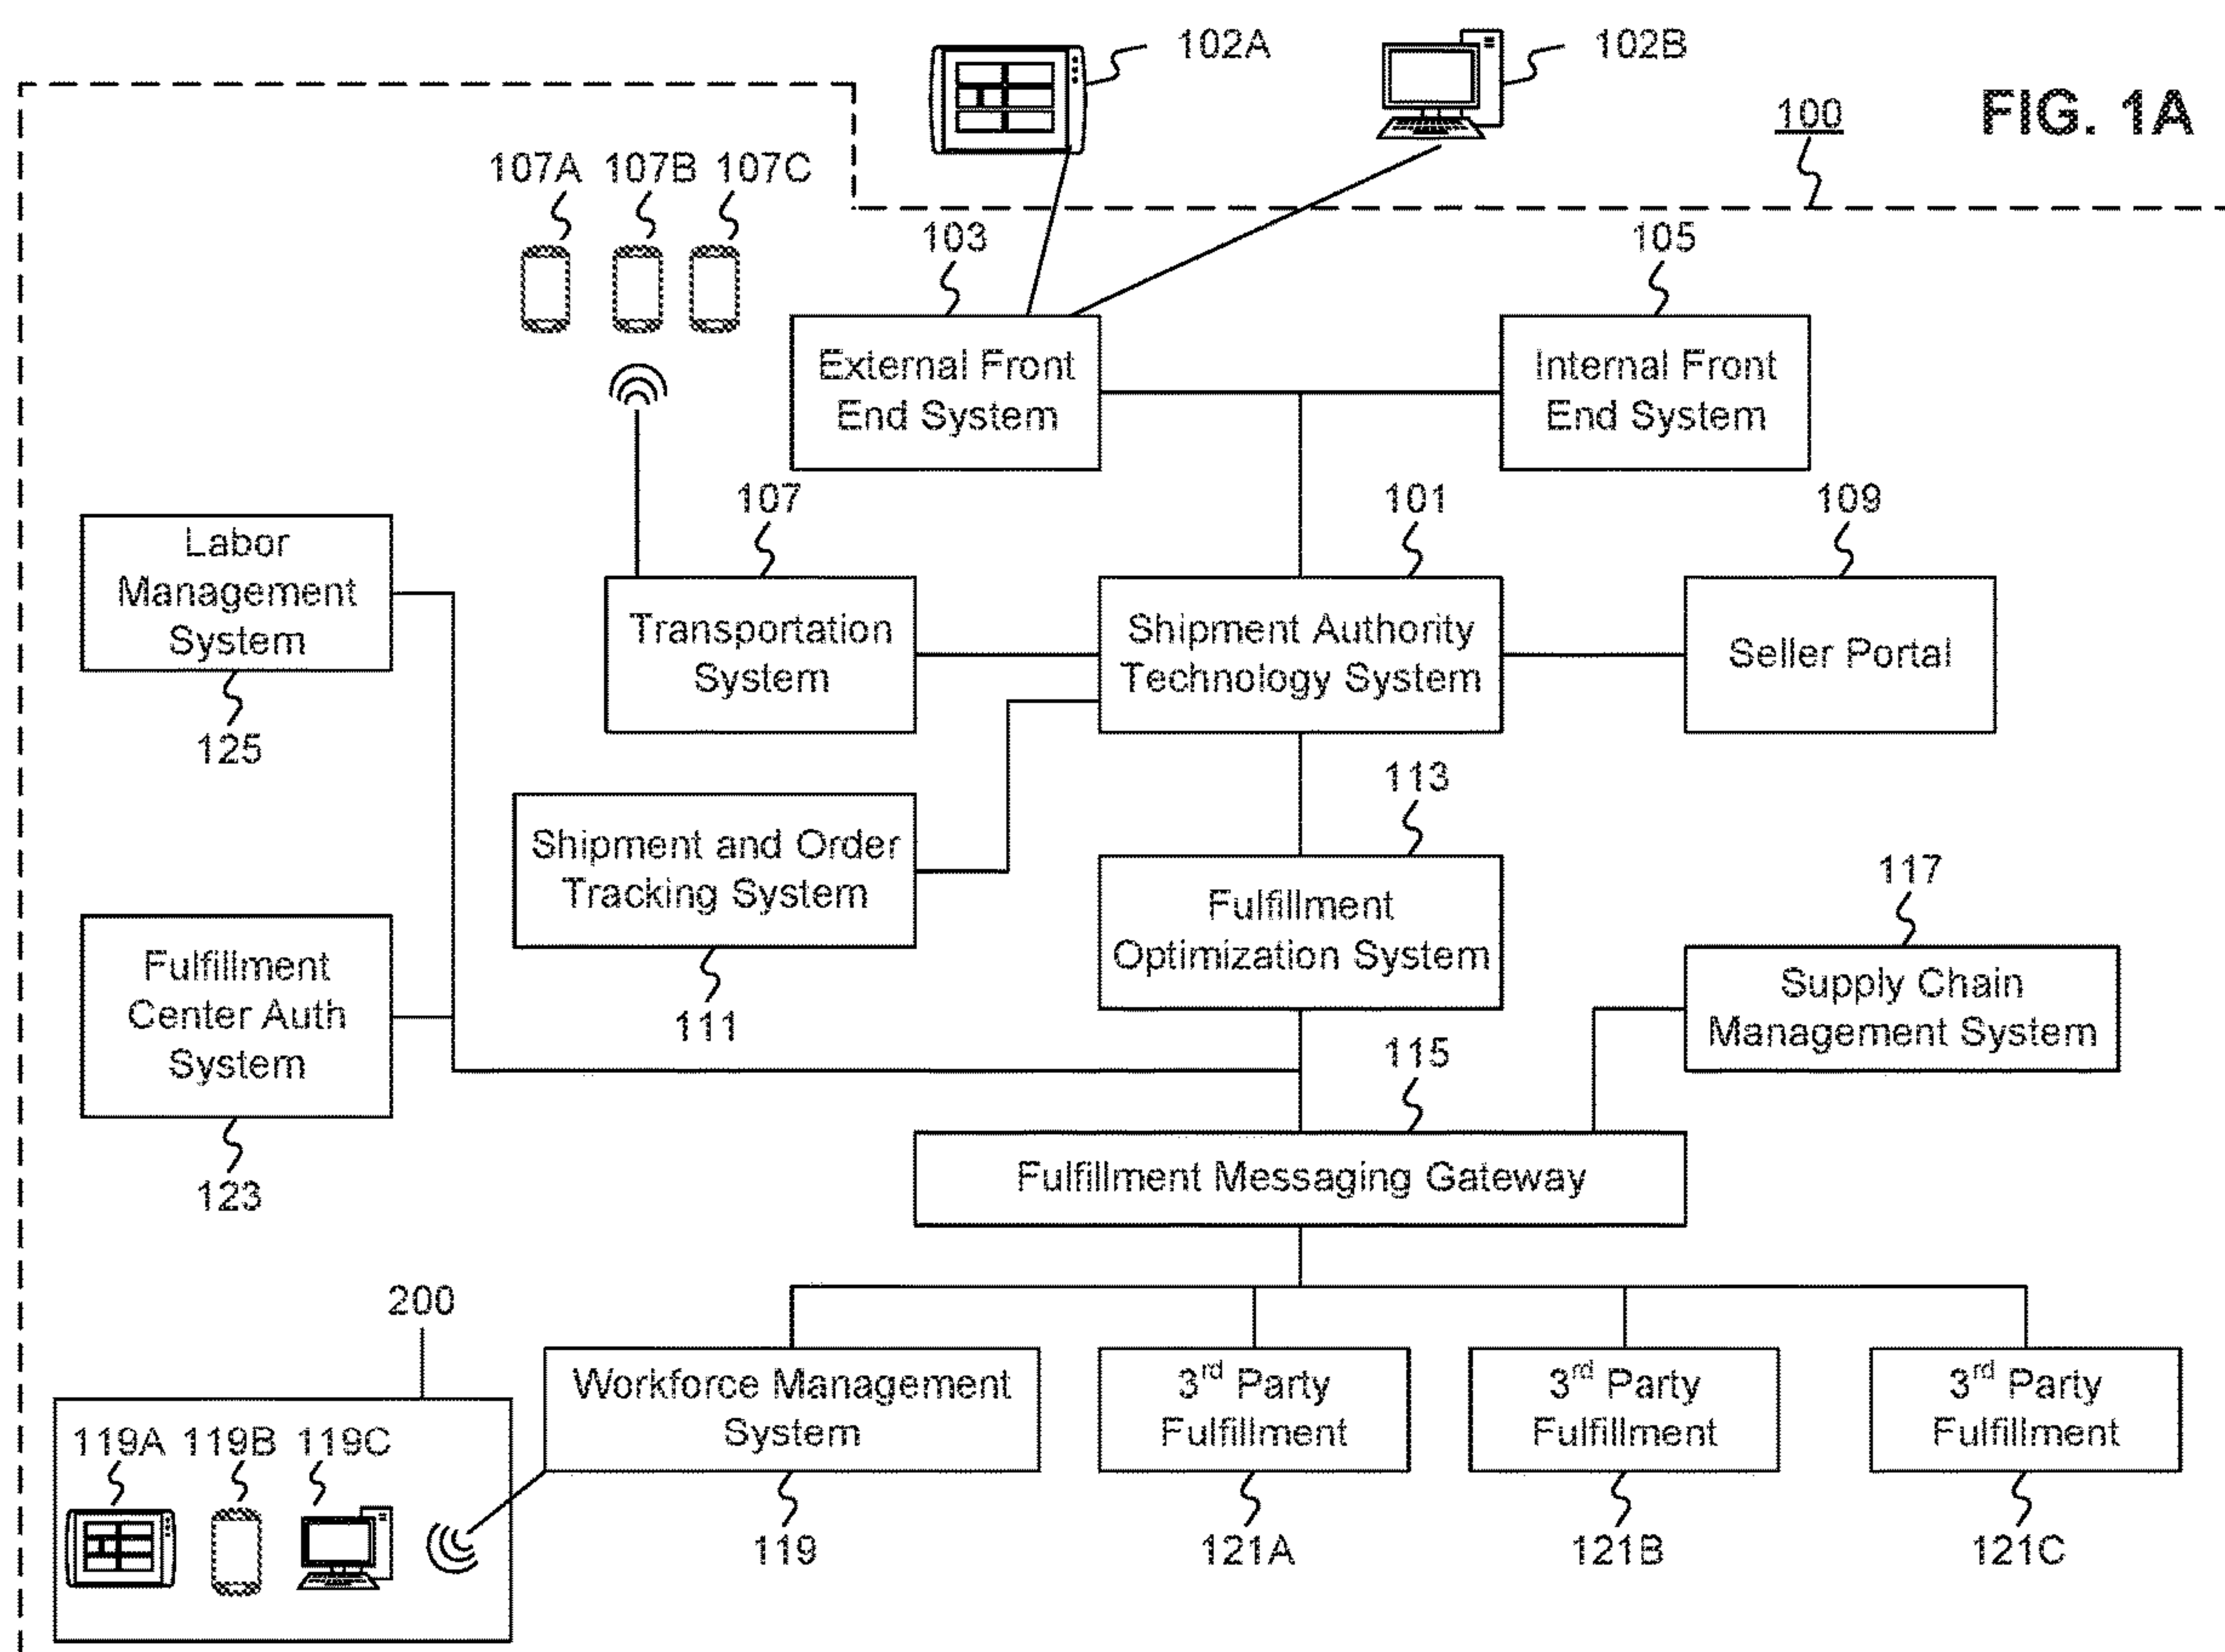 102A
102B
FIG. 1A
100
107A 107B 107C
103
105
External Front
End System
Internal Front
End System
107
101
109
Labor
Management
System
125
Transportation
System
Shipment Authority
Technology System
Seller Portal
113
Shipment and Order
Tracking System
111
Fulfillment
Optimization System
117
Supply Chain
Management System
Fulfillment
Center Auth
System
123
115
Fulfillment Messaging Gateway
200
119A 119B 119C
Workforce Management
System
119
3rd Party
Fulfillment
121A
3rd Party
Fulfillment
121B
3rd Party
Fulfillment
121C